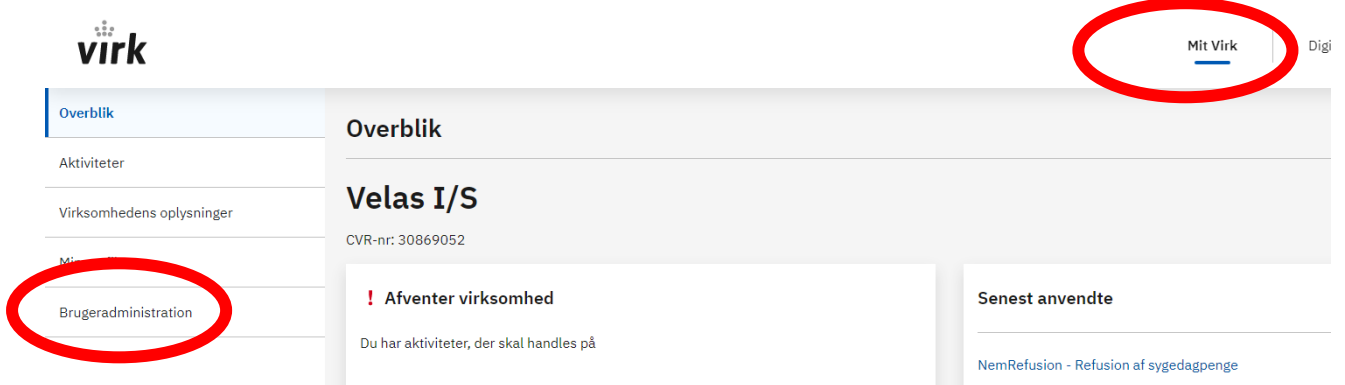 virk
Mit Virk
Digi
Overblik
Aktiviteter
Virksomhedens oplysninger
Brugeradministration
Overblik
Velas I/S
CVR-nr: 30869052
! Afventer virksomhed
Du har aktiviteter, der skal handles på
Senest anvendte
NemRefusion - Refusion af sygedagpenge